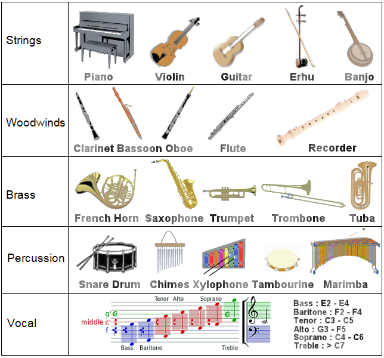 Strings
Piano Violin Guitar Erhu Banjo
Woodwinds
Clarinet Bassoon Oboe Flute Recorder
Brass
French Horn Saxophone Trumpet Trombone Tuba
Percussion
Snare Drum Chimes Xylophone Tambourine Marimba
Vocal
Tenor Alto Soprano
g'
middle c'
f
Bass Baritone Treble
Bass : E2 - E4
Baritone : F2 - F4
Tenor : C3 - C5
Alto : G3 - F5
Soprano : C4 - C6
Treble : > C7